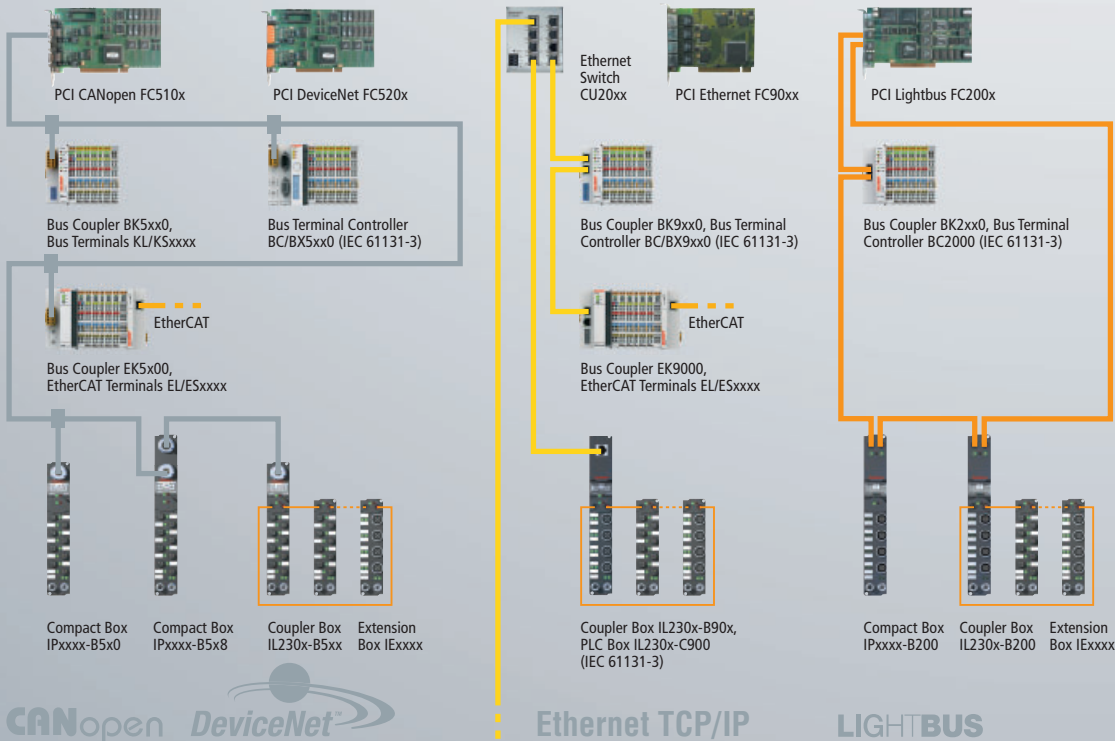 PCI CANopen FC510x
PCI DeviceNet FC520x
Ethernet
Switch
CU20xx
PCI Ethernet FC90xx
PCI Lightbus FC200x
Bus Coupler BK5xx0,
Bus Terminals KL/KSxxxx
Bus Terminal Controller
BC/BX5xx0 (IEC 61131-3)
Bus Coupler BK9xx0, Bus Terminal
Controller BC/BX9xx0 (IEC 61131-3)
Bus Coupler BK2xx0, Bus Terminal
Controller BC2000 (IEC 61131-3)
EtherCAT
Bus Coupler EK5x00,
EtherCAT Terminals EL/ESxxxx
EtherCAT
Bus Coupler EK9000,
EtherCAT Terminals EL/ESxxxx
Compact Box
IPxxxx-B5x0
Compact Box
IPxxxx-B5x8
Coupler Box
IL230x-B5xx
Extension
Box IExxxx
Coupler Box IL230x-B90x,
PLC Box IL230x-C900
(IEC 61131-3)
Compact Box
IPxxxx-B200
Coupler Box
IL230x-B200
Extension
Box IExxxx
CANopen
DeviceNet™
Ethernet TCP/IP
LIGHTBUS